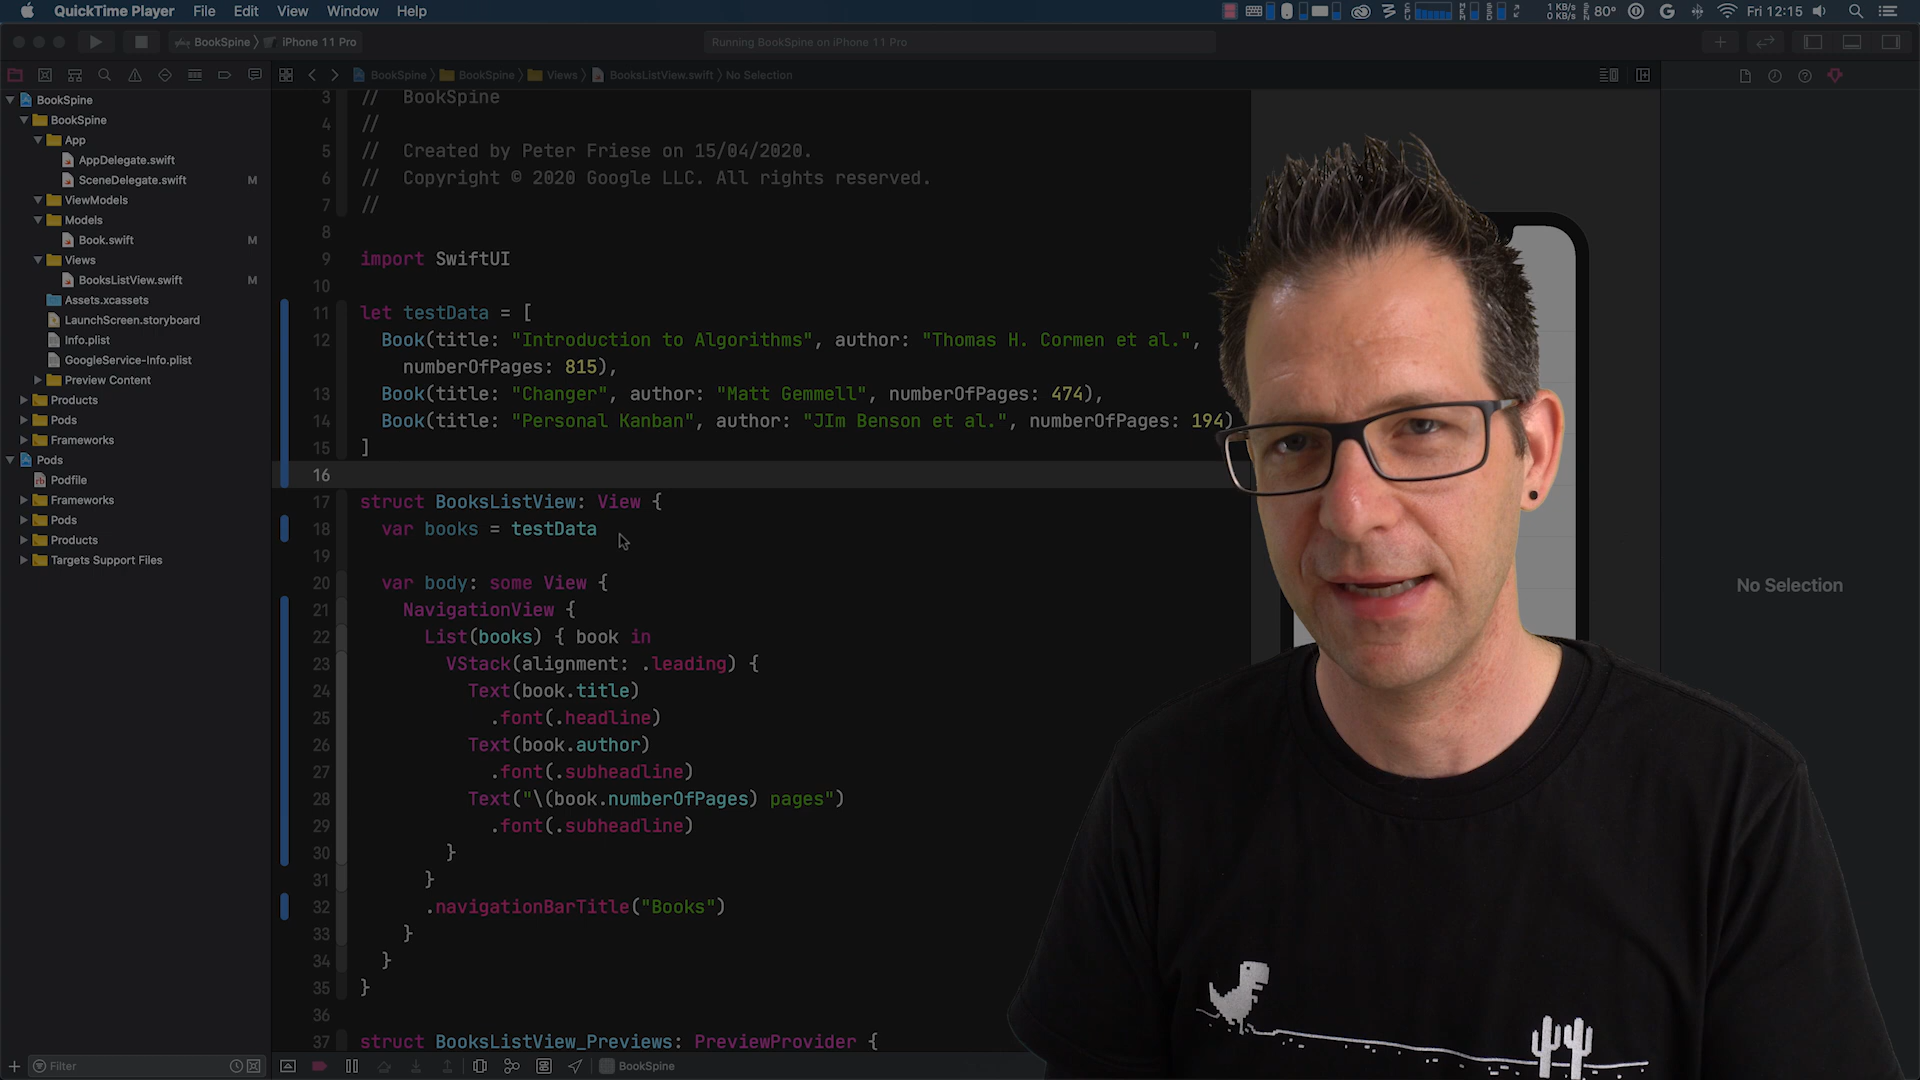 QuickTime Player File Edit View Window Help
1 KB/s
0 KB/s
80° Fri 12:15
BookSpine iPhone 11 Pro
Running BookSpine on iPhone 11 Pro
BookSpine BookSpine Views BooksListView.swift No Selection
BookSpine
BookSpine
App
AppDelegate.swift
SceneDelegate.swift M
ViewModels
Models
Book.swift M
Views
BooksListView.swift M
Assets.xcassets
LaunchScreen.storyboard
Info.plist
GoogleService-Info.plist
Preview Content
Products
Pods
Frameworks
Pods
Podfile
Frameworks
Pods
Products
Targets Support Files
Filter
3 // BookSpine
4 //
5 // Created by Peter Friese on 15/04/2020.
6 // Copyright © 2020 Google LLC. All rights reserved.
7 //
8
9 import SwiftUI
10
11 let testData = [
12 Book(title: "Introduction to Algorithms", author: "Thomas H. Cormen et al.",
numberOfPages: 815),
13 Book(title: "Changer", author: "Matt Gemmell", numberOfPages: 474),
14 Book(title: "Personal Kanban", author: "JIm Benson et al.", numberOfPages: 194)
15 ]
16
17 struct BooksListView: View {
18 var books = testData
19
20 var body: some View {
21 NavigationView {
22 List(books) { book in
23 VStack(alignment: .leading) {
24 Text(book.title)
25 .font(.headline)
26 Text(book.author)
27 .font(.subheadline)
28 Text("\(book.numberOfPages) pages")
29 .font(.subheadline)
30 }
31 }
32 .navigationBarTitle("Books")
33 }
34 }
35 }
36
37 struct BooksListView_Previews: PreviewProvider {
BookSpine
No Selection